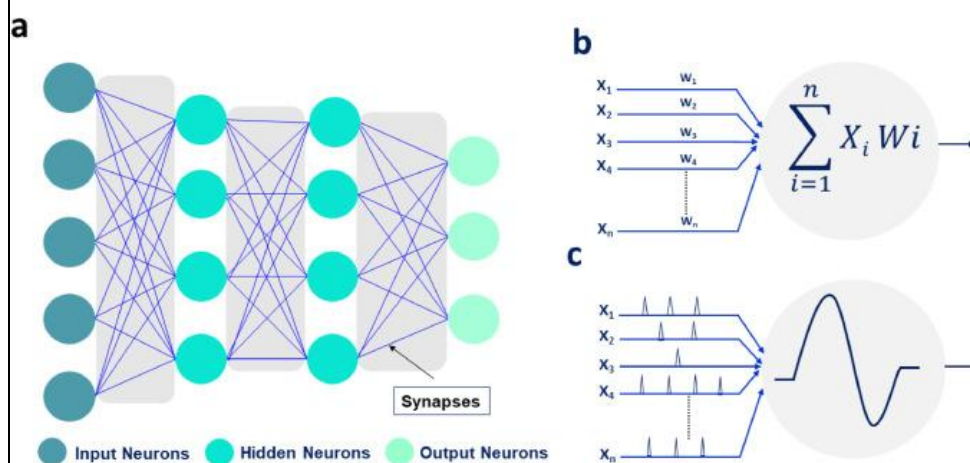 a
Synapses
Input Neurons Hidden Neurons Output Neurons
b
X₁ W₁
X₂ W₂
X₃ W₃
X₄ W₄
Xₙ Wₙ
n
∑ Xᵢ Wi
i=1
c
X₁
X₂
X₃
X₄
Xₙ